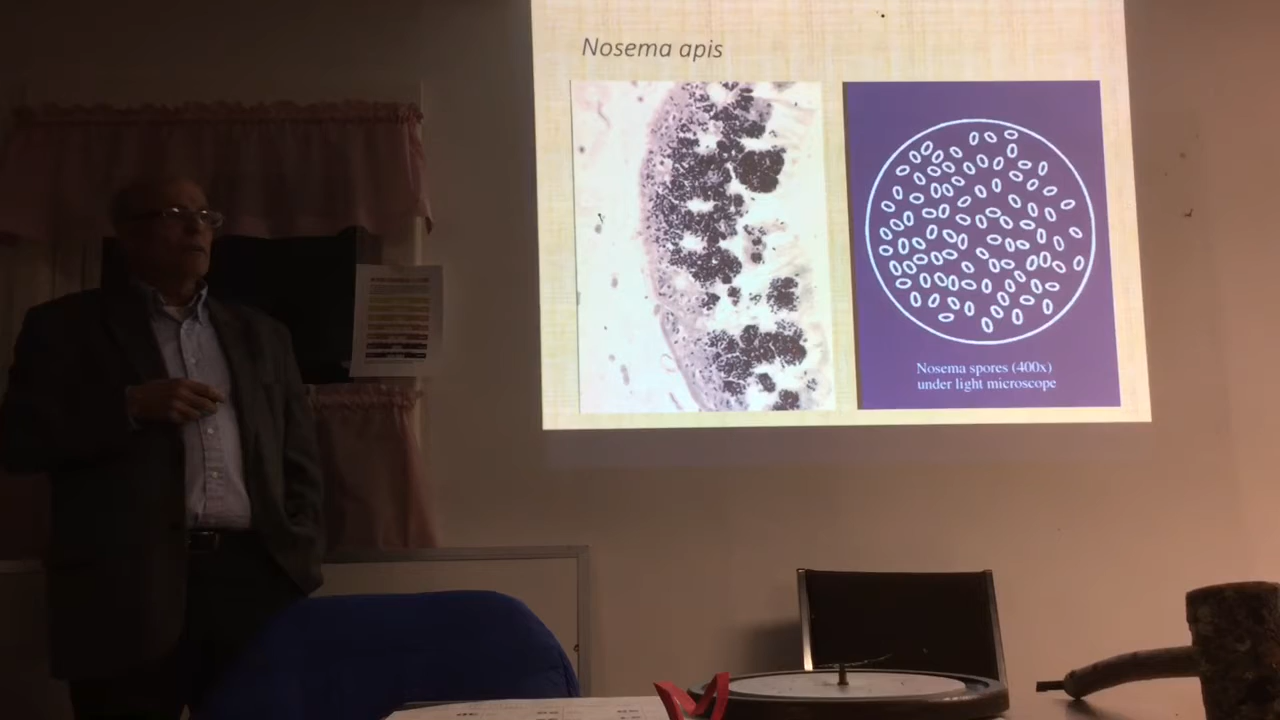 Nosema apis
Nosema spores (400x)
under light microscope